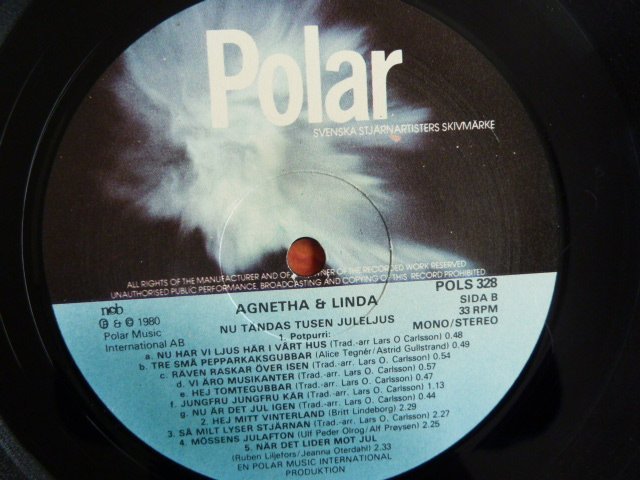 Polar
SVENSKA STJÄRNARTISTERS SKIVMÄRKE
ALL RIGHTS OF THE MANUFACTURER AND OF OWNER OF THE RECORDED WORK RESERVED
UNAUTHORISED PUBLIC PERFORMANCE, BROADCASTING AND COPYING OF THIS RECORD PROHIBITED
ncb
Ⓟ & © 1980
Polar Music
International AB
AGNETHA & LINDA
POLS 328
SIDA B
33 RPM
MONO/STEREO
NU TANDAS TUSEN JULELJUS
1. Potpurri:
a. NU HAR VI LJUS HÄR I VÅRT HUS (Trad.-arr. Lars O Carlsson) 0.48
b. TRE SMÅ PEPPARKAKSGUBBAR (Alice Tegnér/Astrid Gullstrand) 0.49
c. RÄVEN RASKAR ÖVER ISEN (Trad.-arr. Lars O. Carlsson) 0.54
d. VI ÄRO MUSIKANTER (Trad.-arr. Lars O. Carlsson) 0.57
e. HEJ TOMTEGUBBAR (Trad.-arr. Lars O. Carlsson) 0.47
f. JUNGFRU JUNGFRU KÄR (Trad.-arr. Lars O. Carlsson) 1.13
g. NU ÄR DET JUL IGEN (Trad.-arr. Lars O. Carlsson) 0.44
2. HEJ MITT VINTERLAND (Britt Lindeborg) 2.29
3. SÅ MILT LYSER STJÄRNAN (Trad.-arr. Lars O. Carlsson) 2.27
4. MÖSSENS JULAFTON (Ulf Peder Olrog/Alf Prøysen) 2.25
5. NÄR DET LIDER MOT JUL
(Ruben Liljefors/Jeanna Oterdahl) 2.33
EN POLAR MUSIC INTERNATIONAL
PRODUKTION